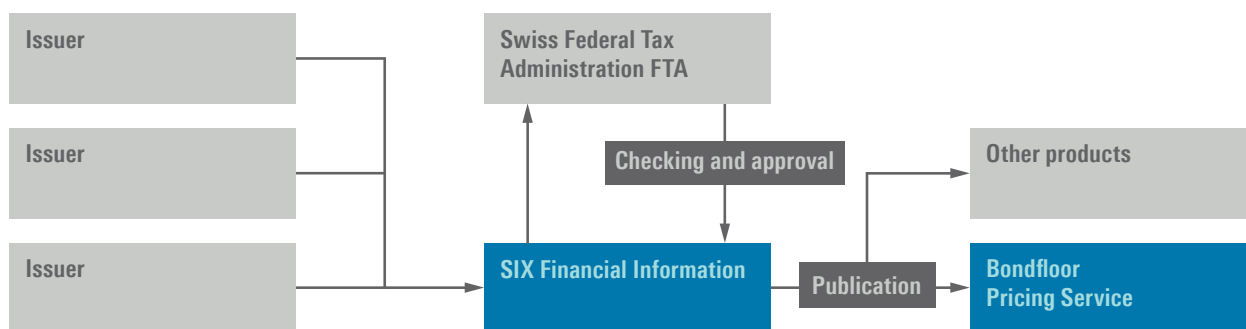 Issuer
Swiss Federal Tax
Administration FTA
Issuer
Checking and approval
Other products
Issuer
SIX Financial Information
Publication
Bondfloor
Pricing Service